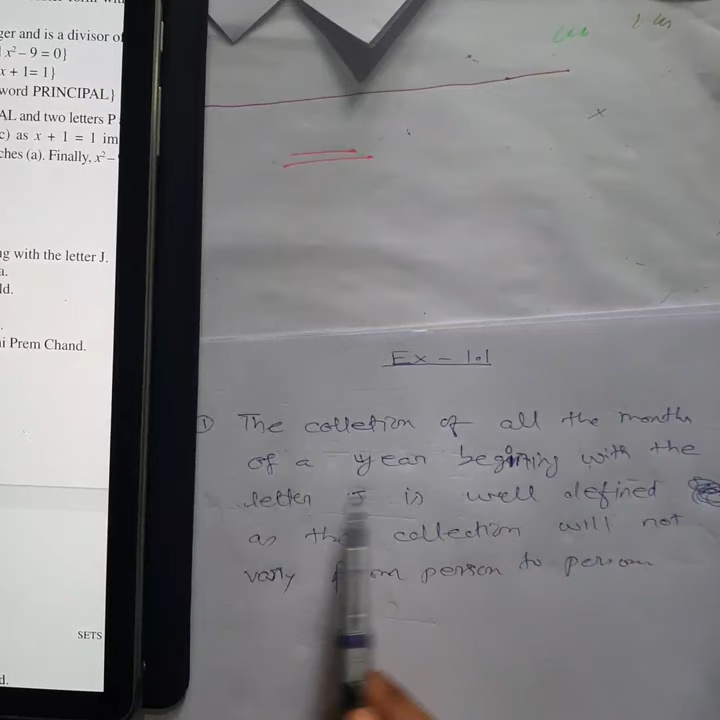 ger and is a divisor of
x² – 9 = 0}
x + 1= 1}
word PRINCIPAL}
AL and two letters P
c) as x + 1 = 1 im
ches (a). Finally, x² –
ng with the letter J.
a.
ld.
i Prem Chand.
SETS
d.
Ex – 1.1
① The colletion of all the months
of a year begining with the
letter J is well defined
as the collection will not
vary from person to person